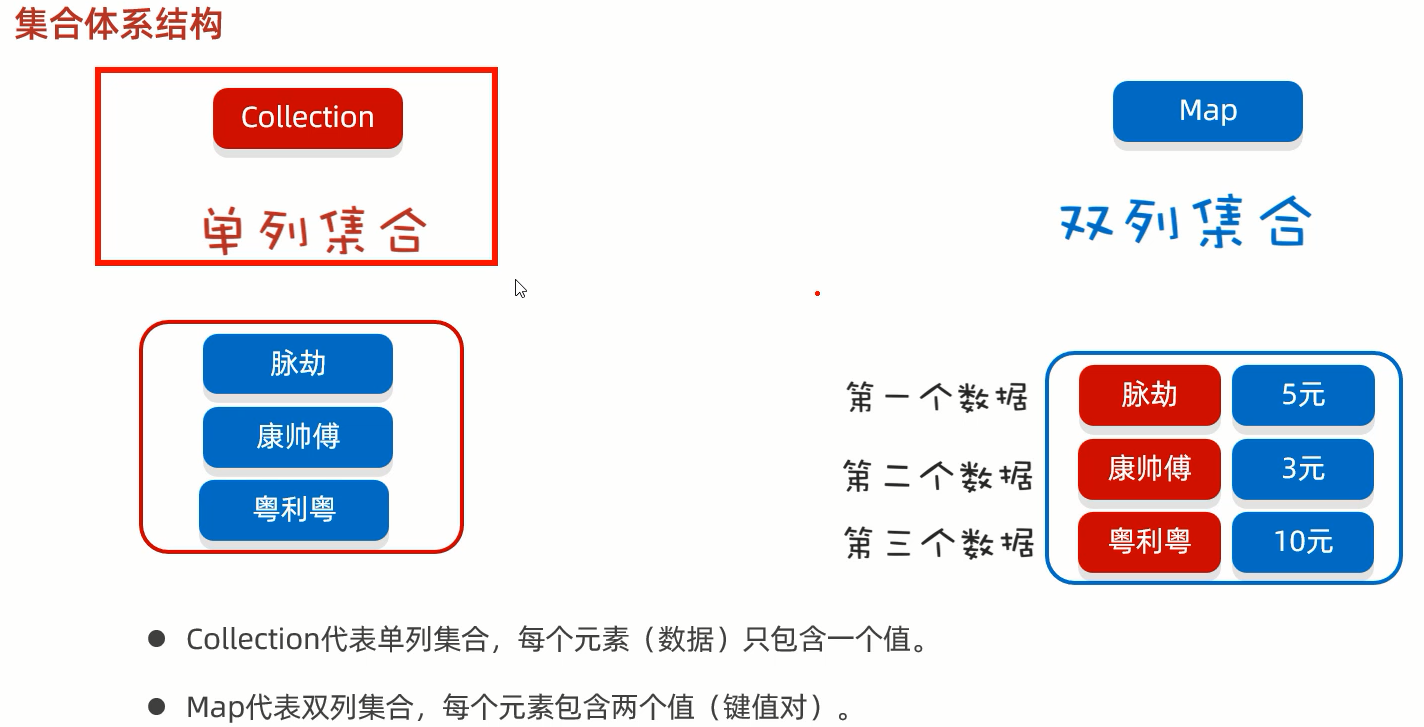 集合体系结构
Collection
Map
单列集合
双列集合
脉劫
康帅傅
粤利粤
第一个数据 脉劫 5元
第二个数据 康帅傅 3元
第三个数据 粤利粤 10元
Collection代表单列集合，每个元素（数据）只包含一个值。
Map代表双列集合，每个元素包含两个值（键值对）。